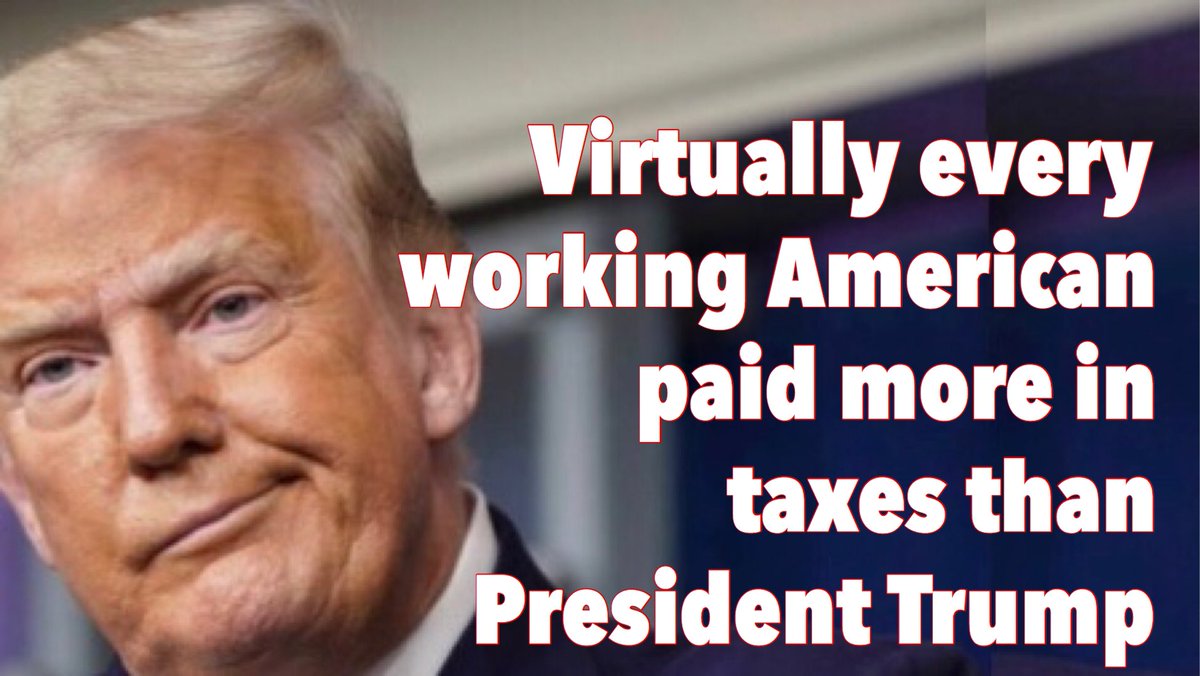 Virtually every
working American
paid more in
taxes than
President Trump